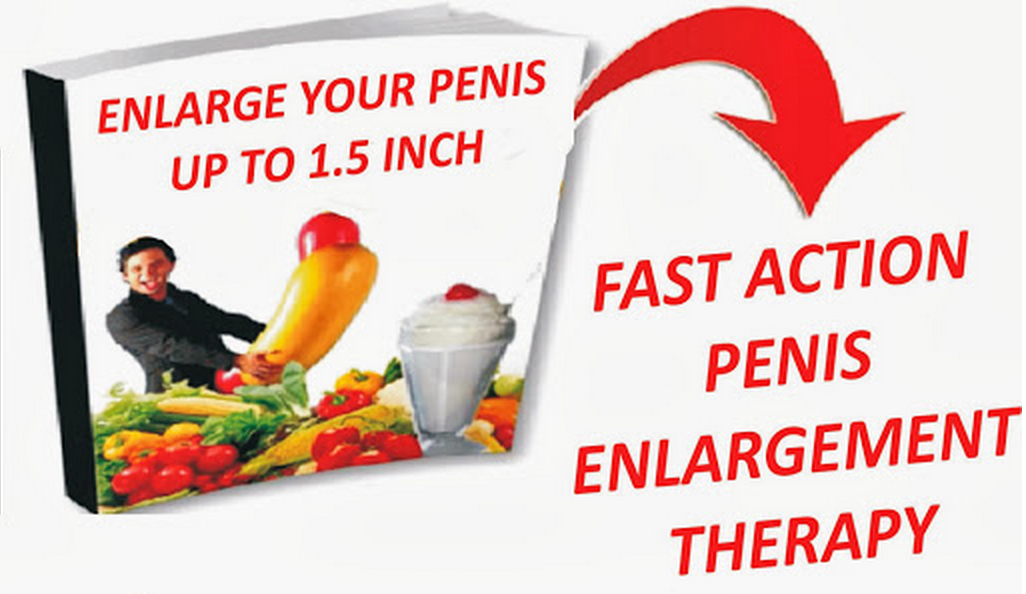 ENLARGE YOUR PENIS
UP TO 1.5 INCH
FAST ACTION
PENIS
ENLARGEMENT
THERAPY